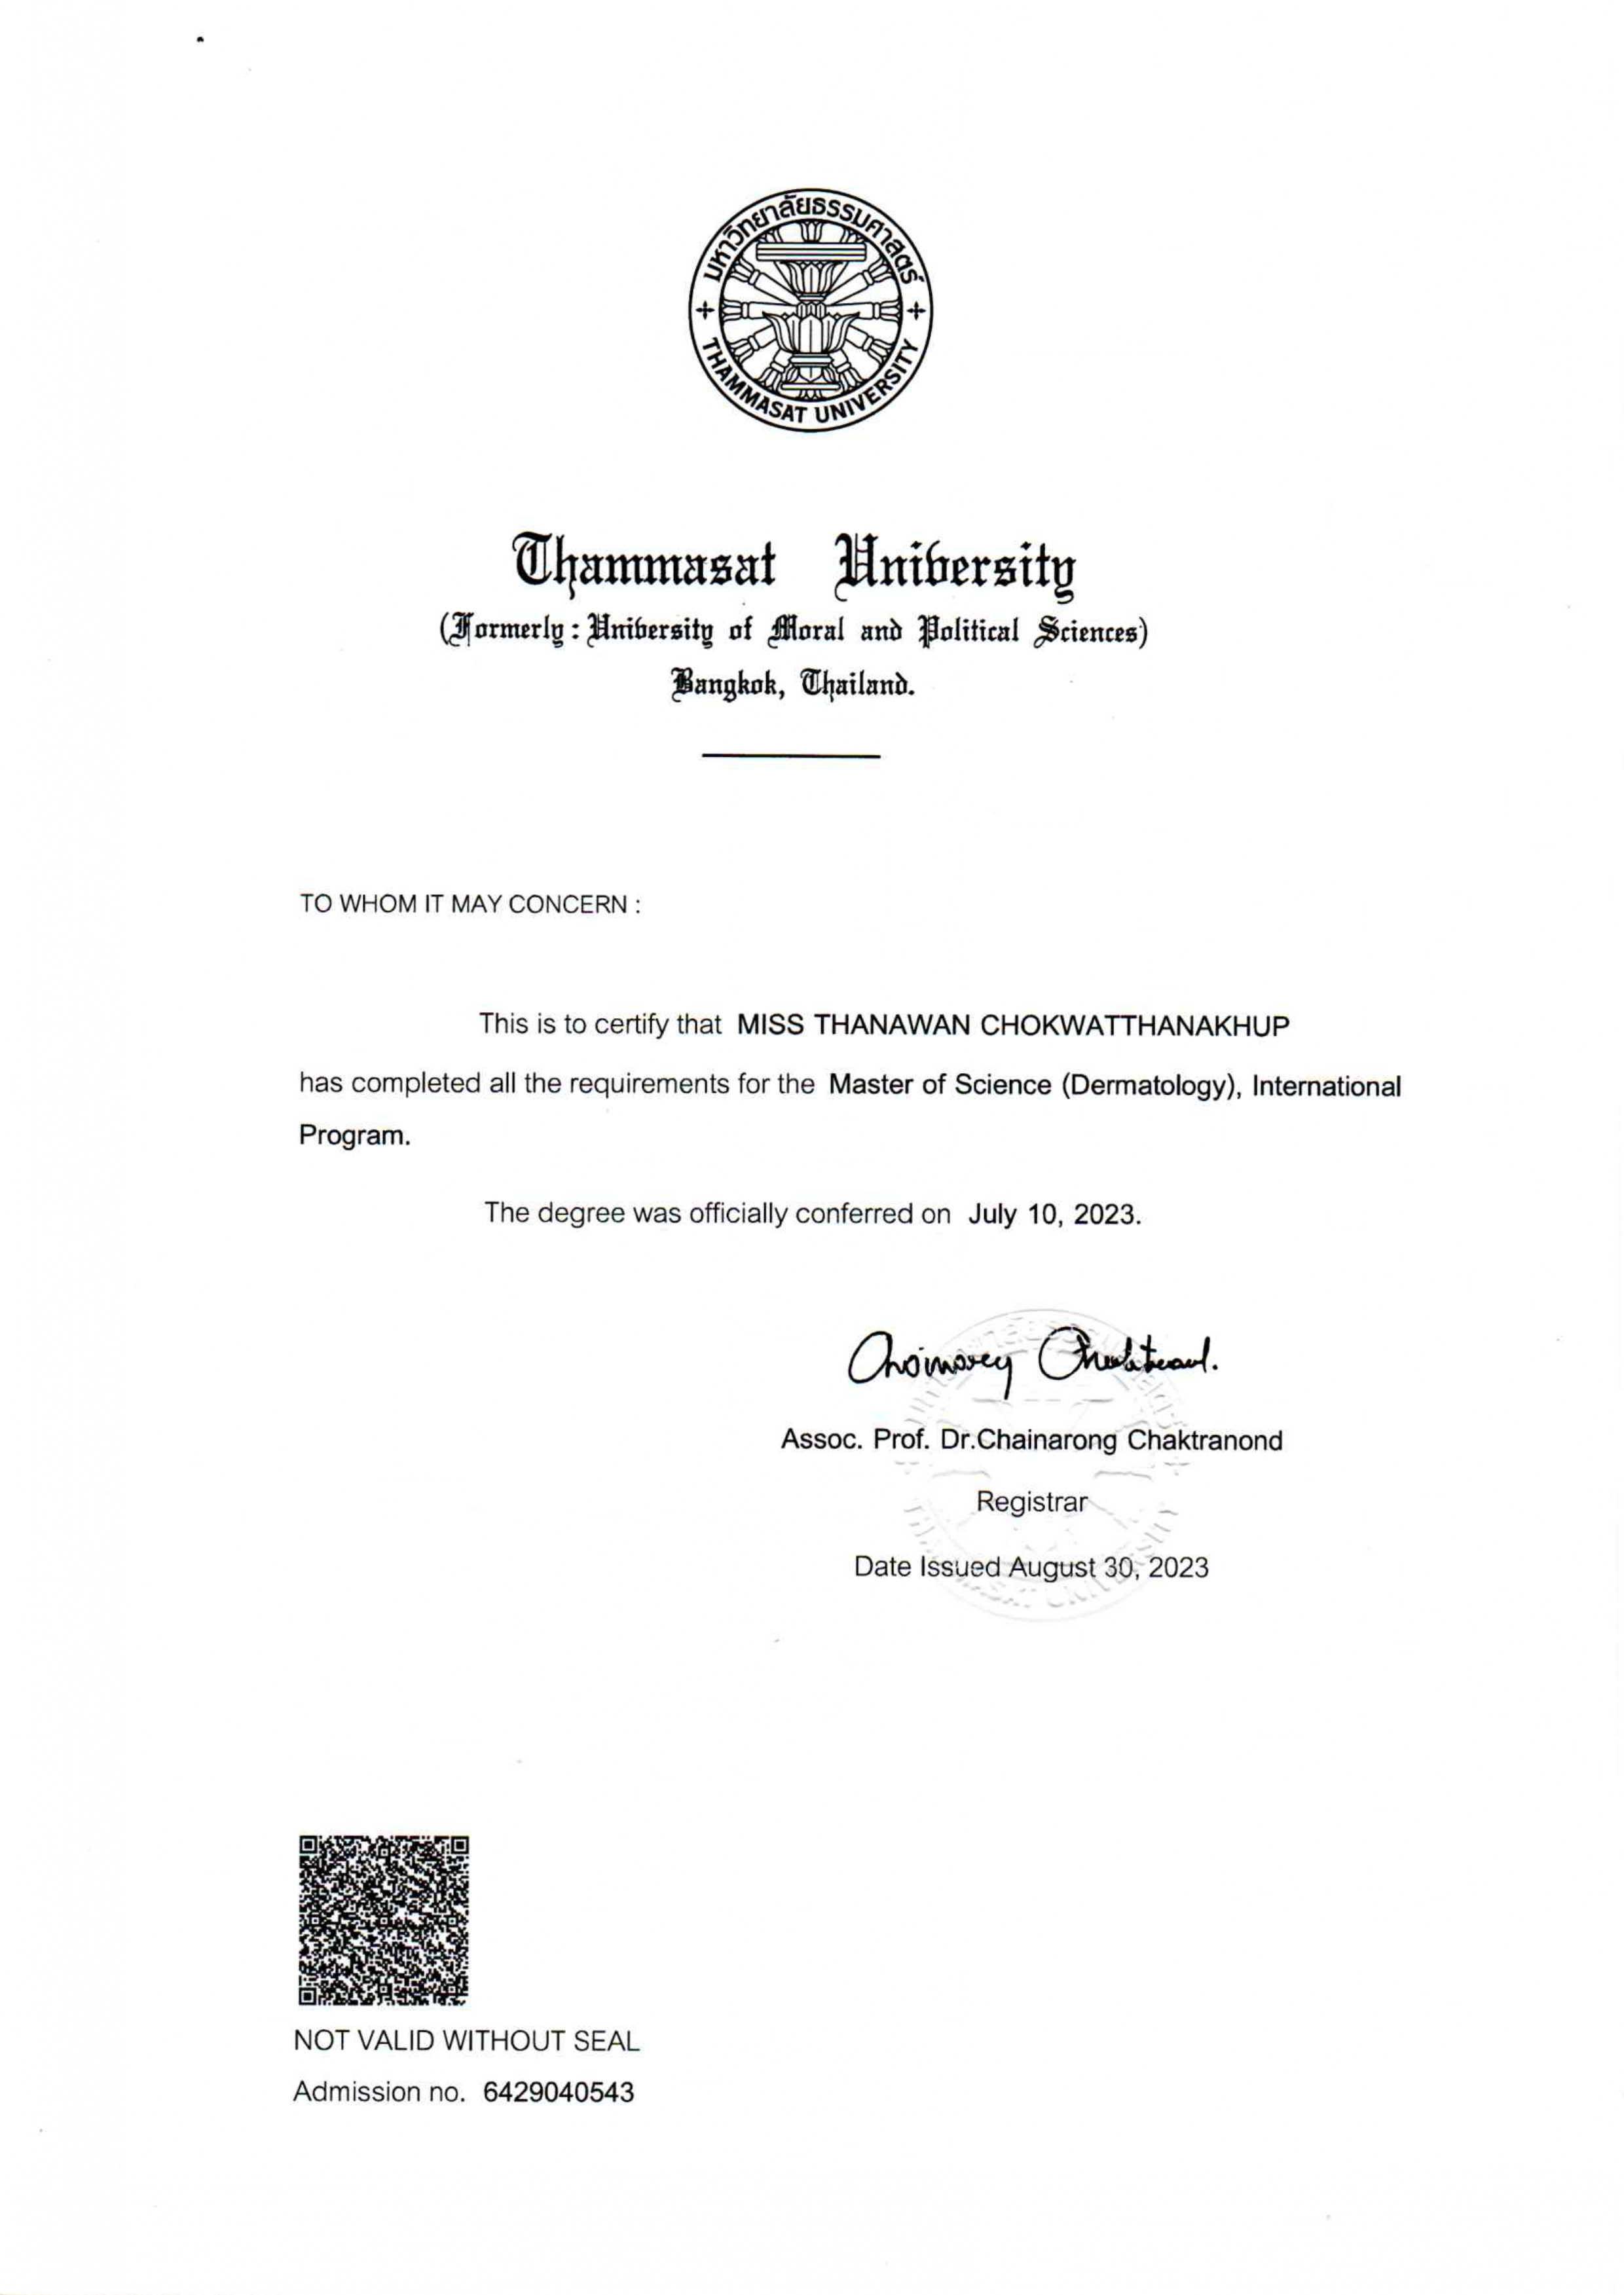 มหาวิทยาลัยธรรมศาสตร์
THAMMASAT UNIVERSITY
Thammasat University
(Formerly : University of Moral and Political Sciences)
Bangkok, Thailand.
TO WHOM IT MAY CONCERN :
This is to certify that MISS THANAWAN CHOKWATTHANAKHUP
has completed all the requirements for the Master of Science (Dermatology), International
Program.
The degree was officially conferred on July 10, 2023.
Assoc. Prof. Dr.Chainarong Chaktranond
Registrar
Date Issued August 30, 2023
NOT VALID WITHOUT SEAL
Admission no. 6429040543